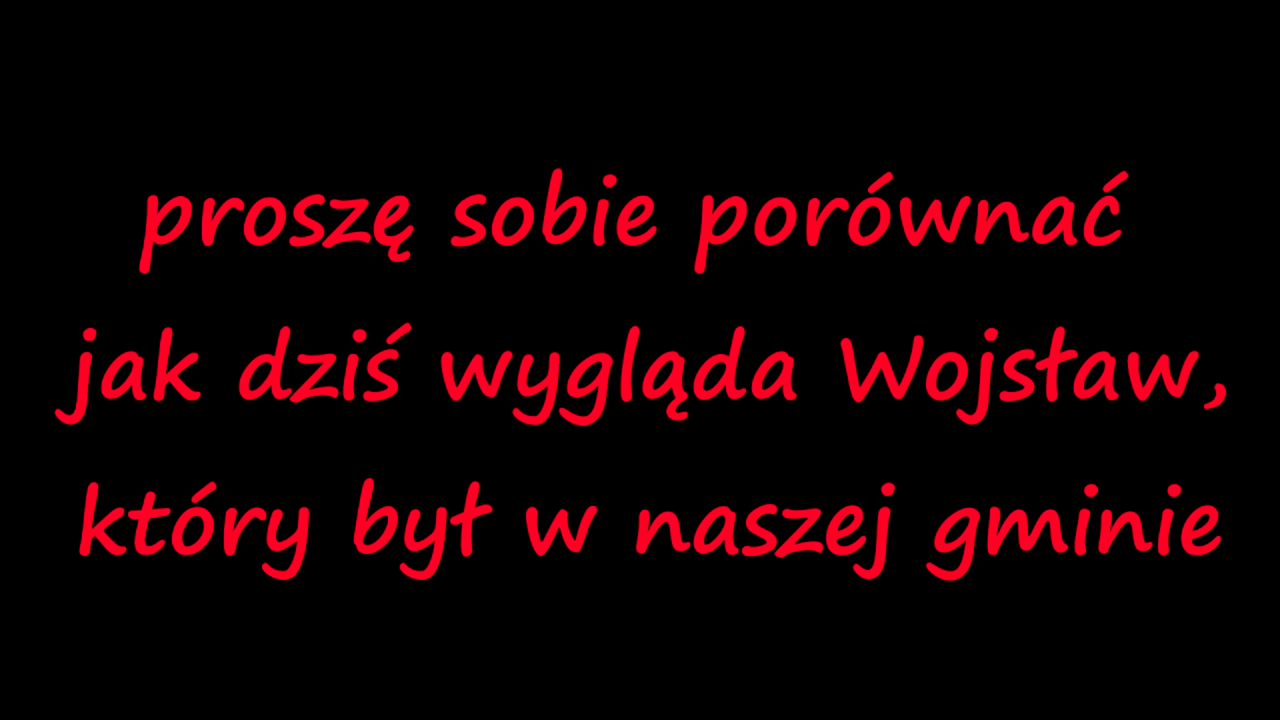 proszę sobie porównać
jak dziś wygląda Wojsław,
który był w naszej gminie